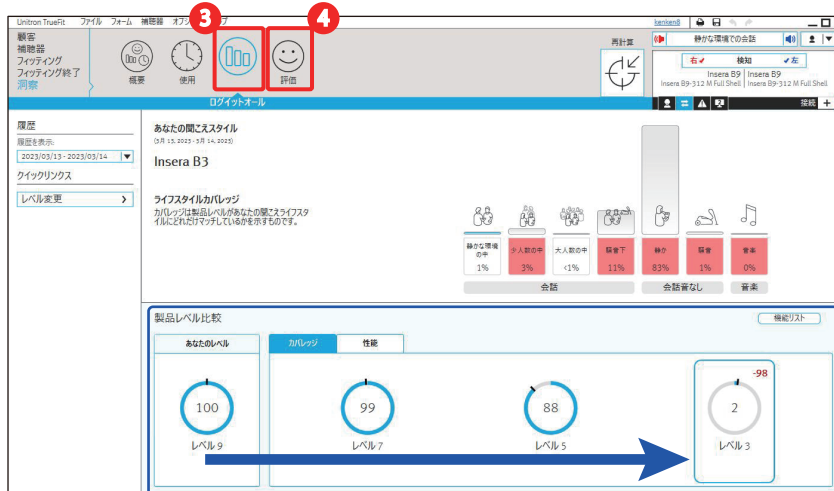 Unitron TrueFit ファイル フォーム 補聴器
kenken8
3
4
顧客
補聴器
フィッティング
フィッティング終了
洞察
概要
使用
評価
ログイットオール
再計算
静かな環境での会話
右 検知 左
Insera B9 Insera B9
Insera B9-312 M Full Shell Insera B9-312 M Full Shell
接続 +
履歴
履歴を表示:
2023/03/13 - 2023/03/14
クイックリンクス
レベル変更
あなたの聞こえスタイル
(3月 13, 2023 - 3月 14, 2023)
Insera B3
ライフスタイルカバレッジ
カバレッジは製品レベルがあなたの聞こえライフスタ
イルにどれだけマッチしているかを示すものです。
静かな環境の中 少人数の中 大人数の中 騒音下 静か 騒音 音楽
1% 3% <1% 11% 83% 1% 0%
会話 会話音なし 音楽
製品レベル比較
機能リスト
あなたのレベル カバレッジ 性能
-98
100 99 88 2
レベル 9 レベル 7 レベル 5 レベル 3